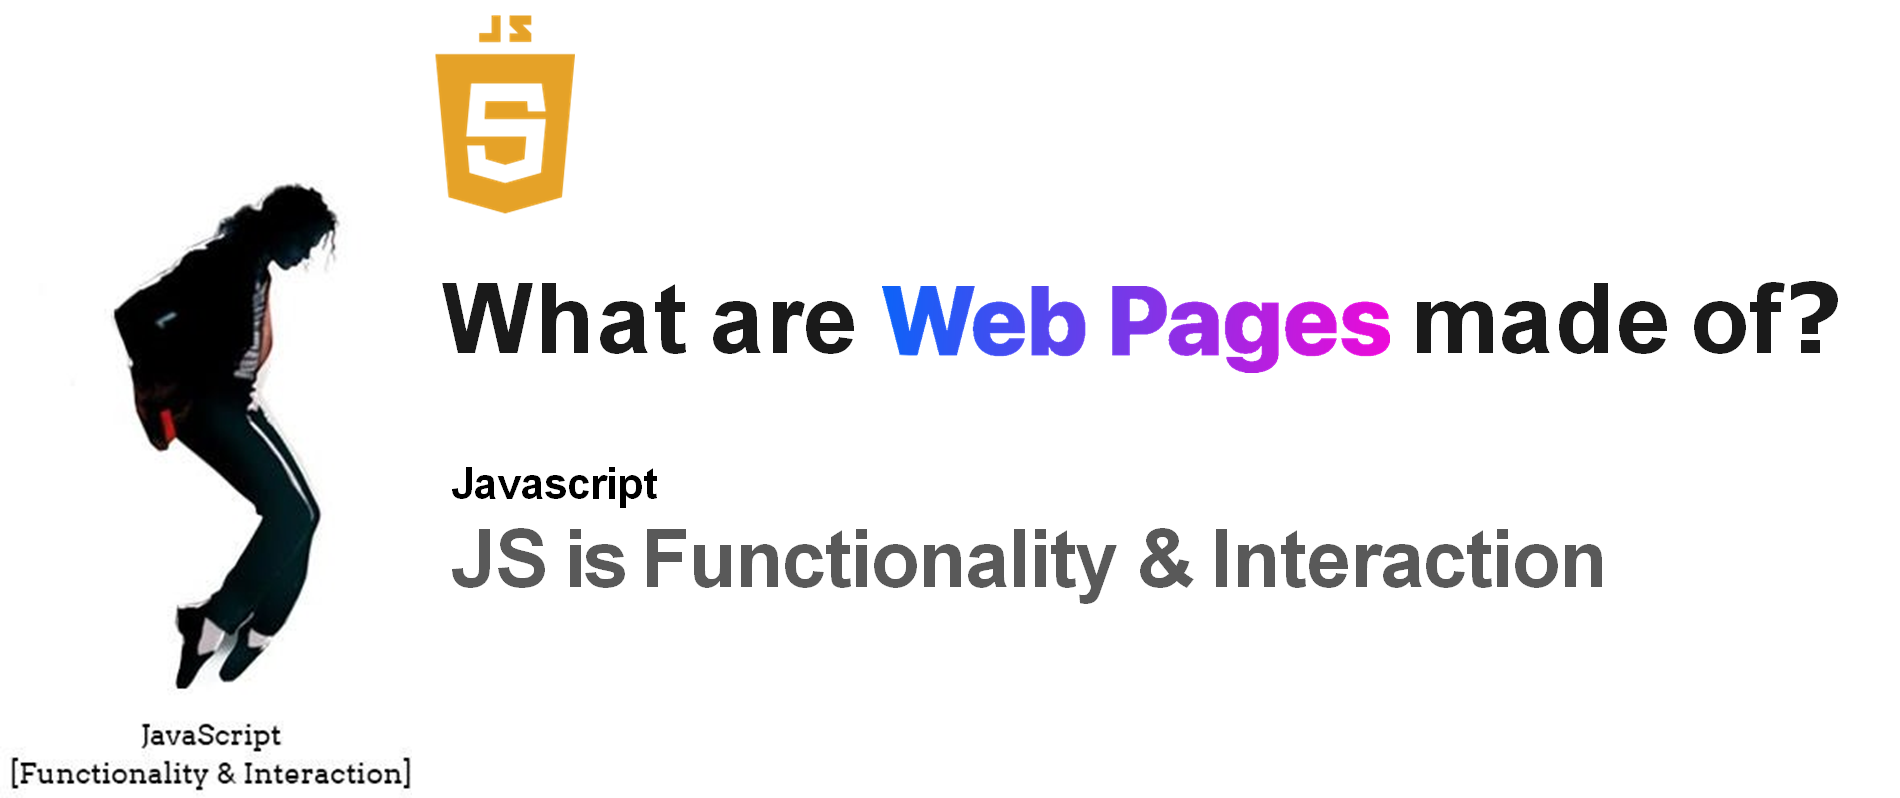 JS
5
What are Web Pages made of?
Javascript
JS is Functionality & Interaction
JavaScript
[Functionality & Interaction]